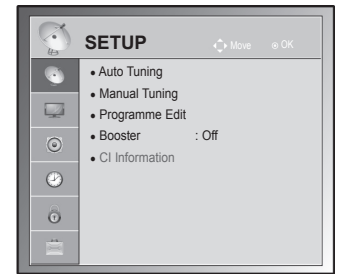 SETUP Move OK
• Auto Tuning
• Manual Tuning
• Programme Edit
• Booster : Off
• CI Information